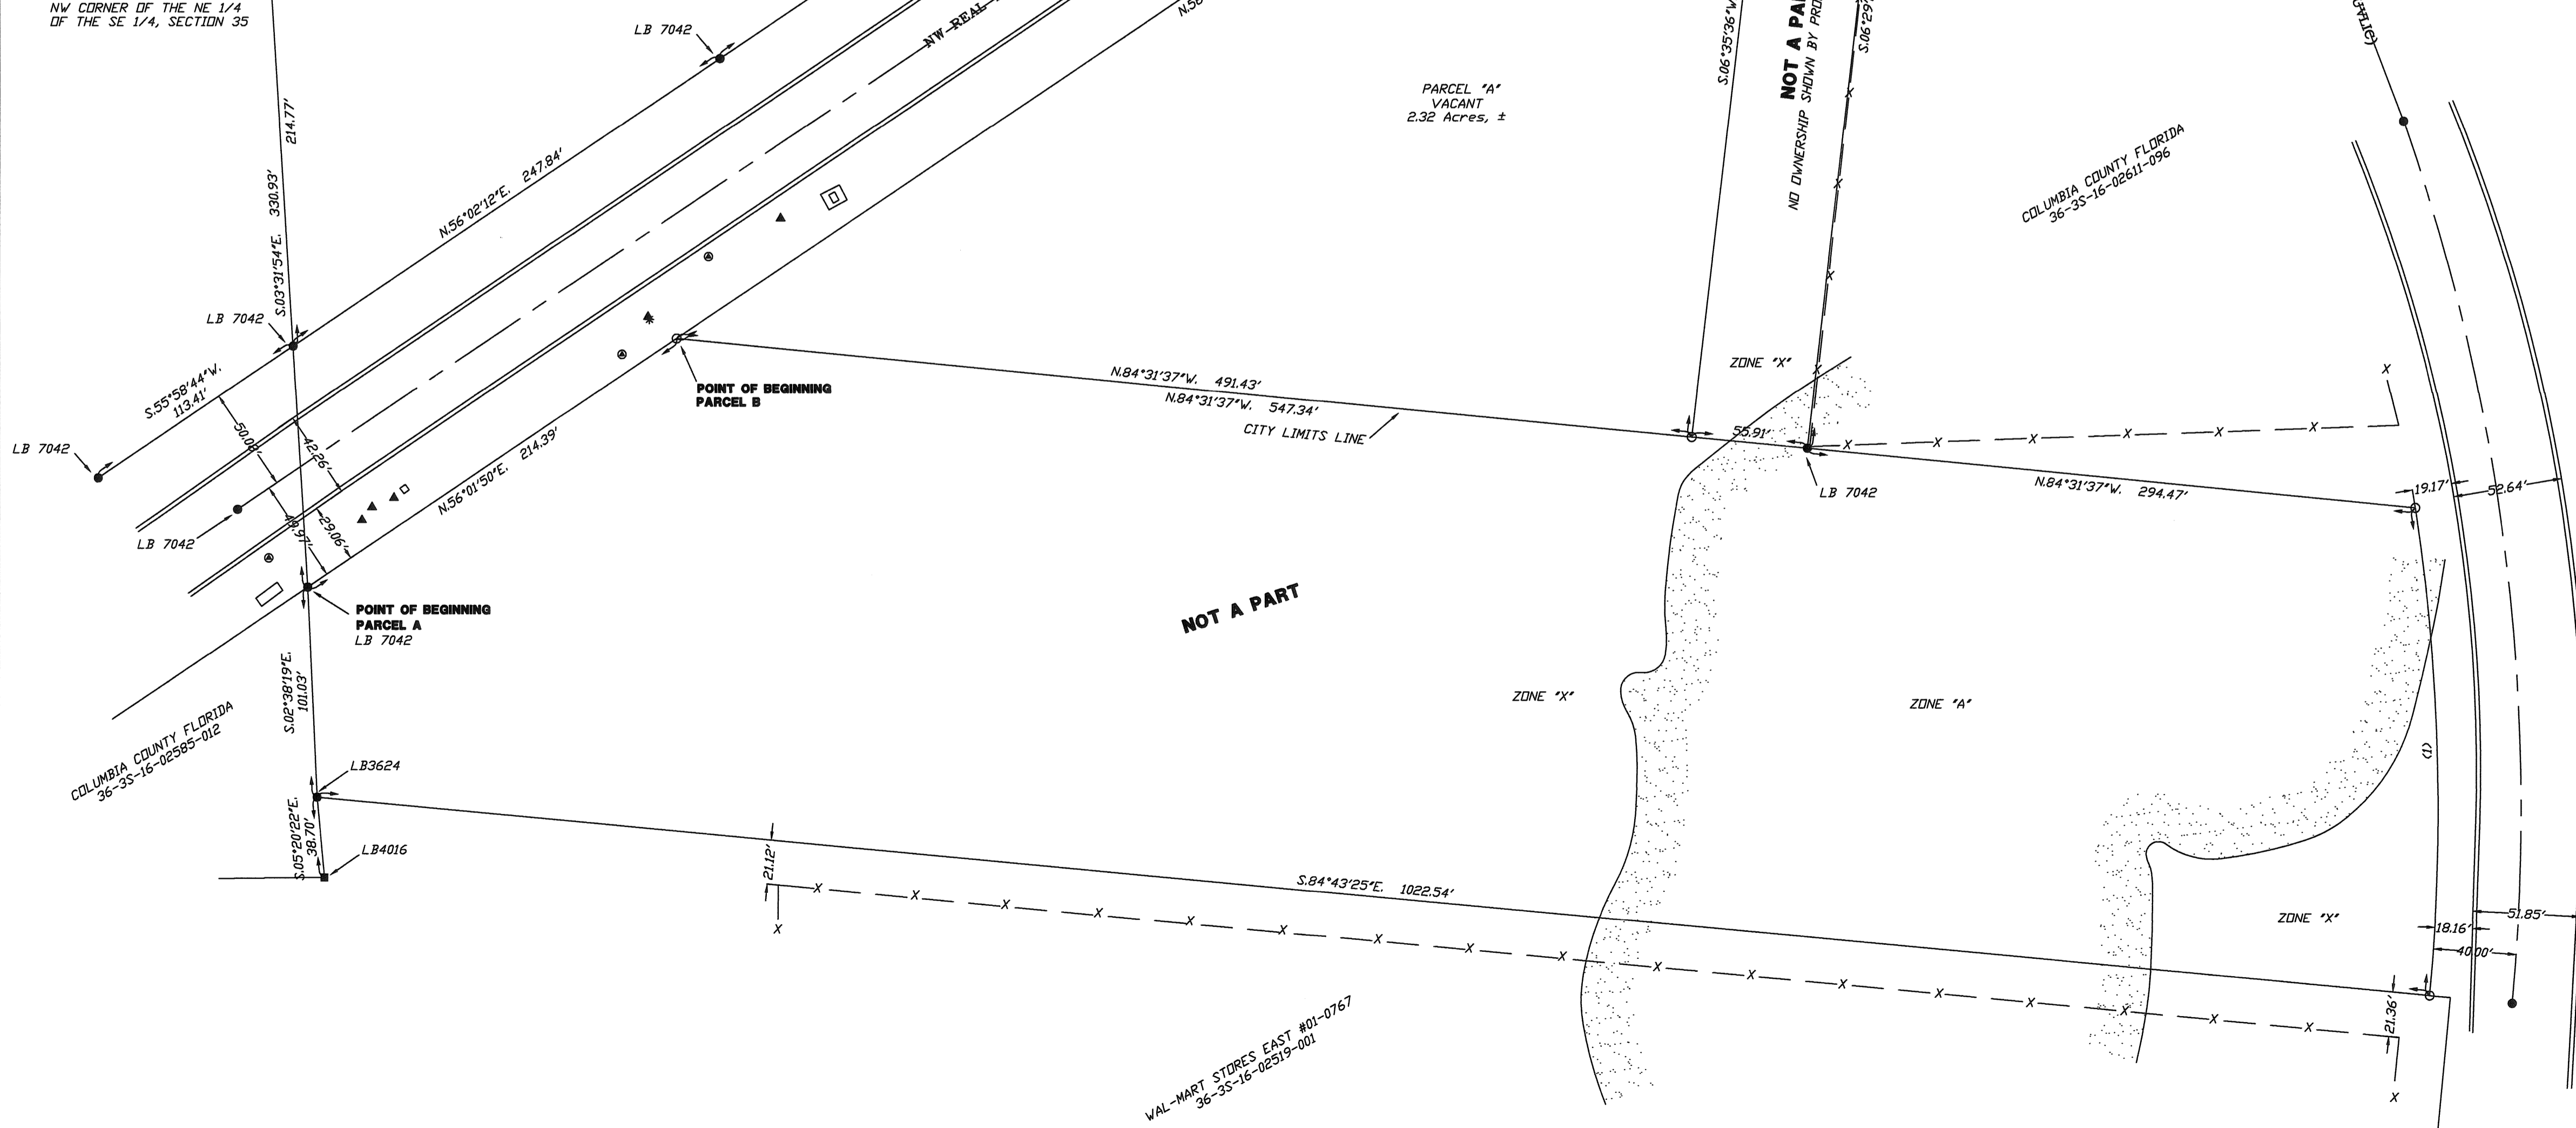 NW CORNER OF THE NE 1/4
OF THE SE 1/4, SECTION 35
LB 7042
NW REAL
S.06°35'36"W
NOT A PA
NO OWNERSHIP SHOWN BY PRO
S.06°29'
PARCEL "A"
VACANT
2.32 Acres, ±
COLUMBIA COUNTY FLORIDA
36-3S-16-02611-096
214.77'
330.93'
S.03°31'54"E.
N.56°02'12"E. 247.84'
LB 7042
S.55°58'44"W.
113.41'
LB 7042
50.03'
42.26'
LB 7042
49.97'
29.06'
N.56°01'50"E. 214.39'
POINT OF BEGINNING
PARCEL B
N.84°31'37"W. 491.43'
N.84°31'37"W. 547.34'
CITY LIMITS LINE
ZONE "X"
55.91'
LB 7042
X
N.84°31'37"W. 294.47'
19.17'
52.64'
POINT OF BEGINNING
PARCEL A
LB 7042
NOT A PART
S.02°38'19"E.
101.03'
COLUMBIA COUNTY FLORIDA
36-3S-16-02585-012
ZONE "X"
ZONE "A"
(1)
LB3624
S.05°20'22"E.
38.70'
LB4016
21.12'
X
S.84°43'25"E. 1022.54'
ZONE "X"
51.85'
18.16'
40.00'
21.36'
X
WAL-MART STORES EAST #01-0767
36-3S-16-02519-001